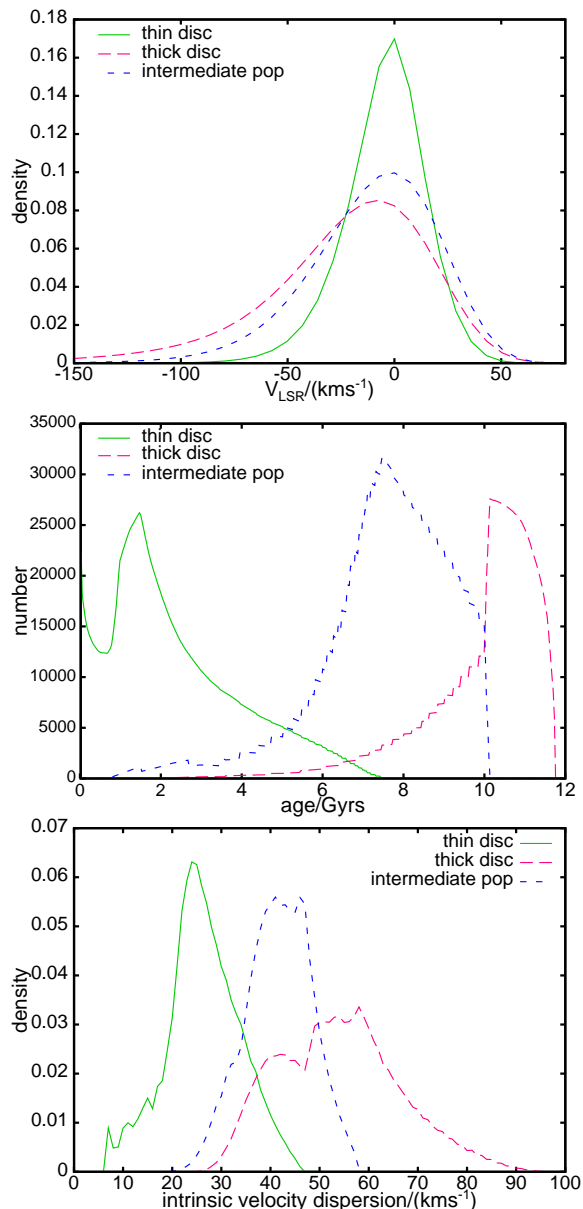 0.18
0.16
0.14
0.12
0.1
0.08
0.06
0.04
0.02
0
density
thin disc
thick disc
intermediate pop
-150 -100 -50 0 50
V_LSR/(kms⁻¹)
35000
30000
25000
20000
15000
10000
5000
0
number
thin disc
thick disc
intermediate pop
0 2 4 6 8 10 12
age/Gyrs
0.07
0.06
0.05
0.04
0.03
0.02
0.01
0
density
thin disc
thick disc
intermediate pop
0 10 20 30 40 50 60 70 80 90 100
intrinsic velocity dispersion/(kms⁻¹)